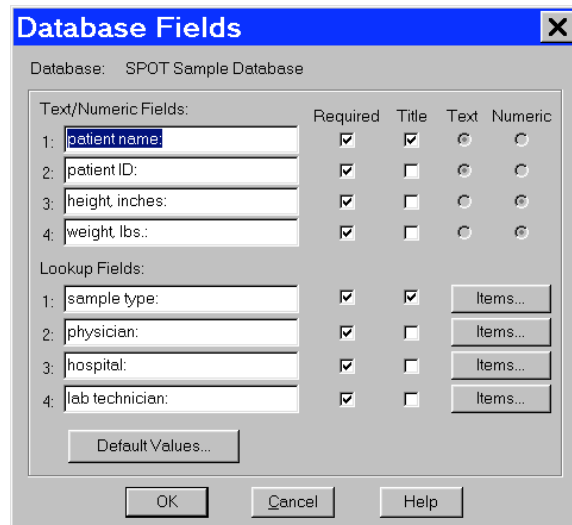 Database Fields
Database: SPOT Sample Database
Text/Numeric Fields: Required Title Text Numeric
1: patient name:
2: patient ID:
3: height, inches:
4: weight, lbs.:
Lookup Fields:
1: sample type: Items...
2: physician: Items...
3: hospital: Items...
4: lab technician: Items...
Default Values...
OK Cancel Help